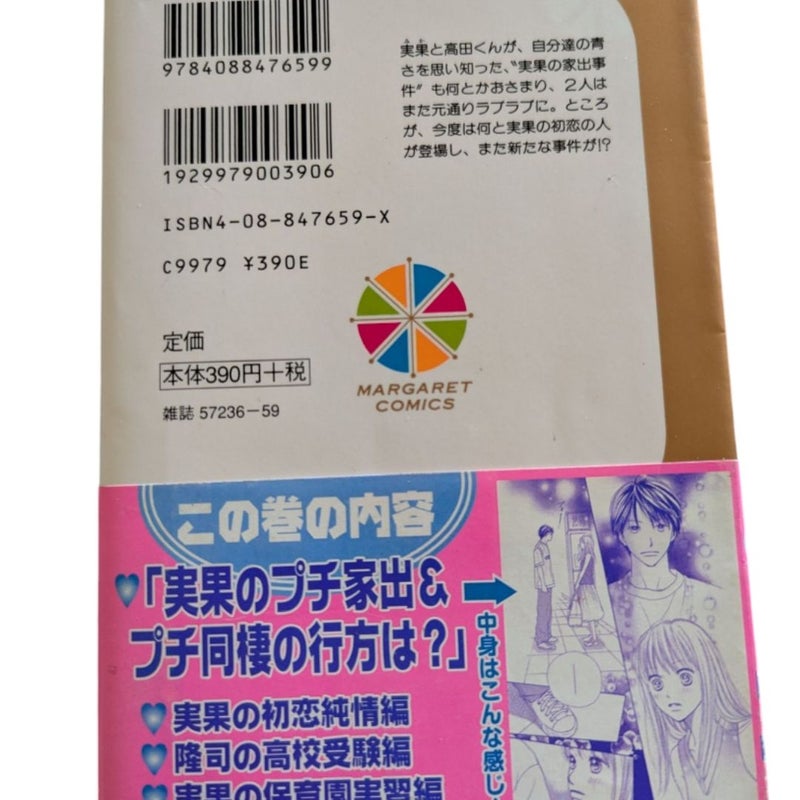 9784088476599
実果と高田くんが、自分達の青
さを思い知った、“実果の家出事
件”も何とかおさまり、2人は
また元通りラブラブに。ところ
が、今度は何と実果の初恋の人
が登場し、また新たな事件が!?
1929979003906
ISBN4-08-847659-X
C9979 ¥390E
定価
本体390円+税
雑誌 57236-59
MARGARET
COMICS
この巻の内容
「実果のプチ家出&
プチ同棲の行方は?」
実果の初恋純情編
隆司の高校受験編
実果の保育園実習編
中身はこんな感じ